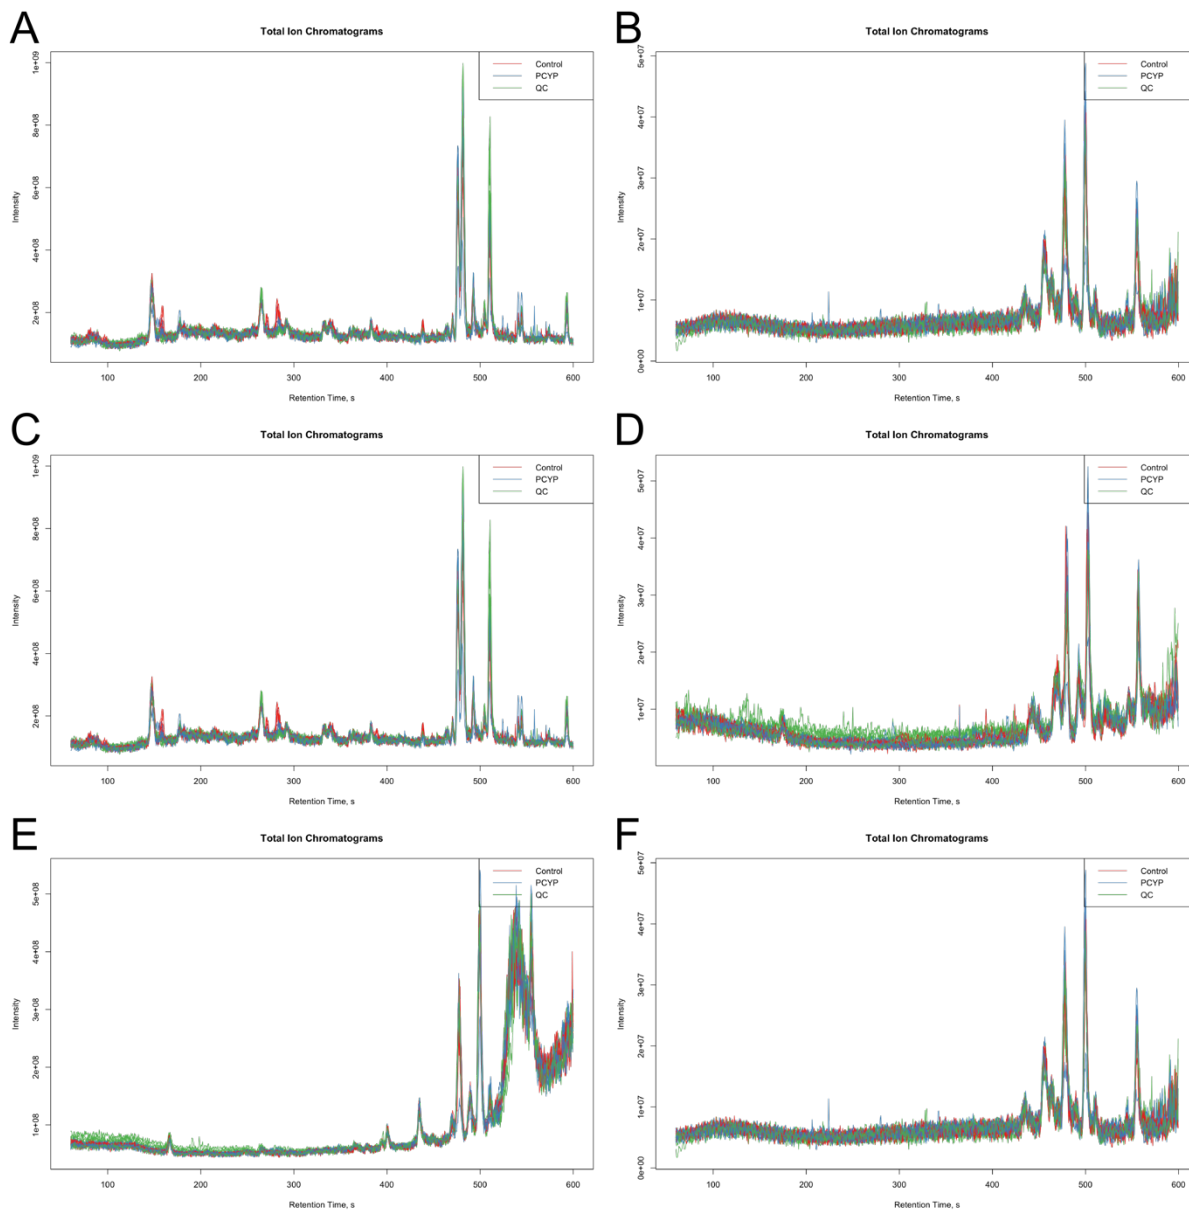 A
Total Ion Chromatograms
Control
PCYP
QC
Intensity
2e+08 4e+08 6e+08 8e+08 1e+09
100 200 300 400 500 600
Retention Time, s
B
Total Ion Chromatograms
Control
PCYP
QC
Intensity
0e+00 1e+07 2e+07 3e+07 4e+07 5e+07
100 200 300 400 500 600
Retention Time, s
C
Total Ion Chromatograms
Control
PCYP
QC
Intensity
2e+08 4e+08 6e+08 8e+08 1e+09
100 200 300 400 500 600
Retention Time, s
D
Total Ion Chromatograms
Control
PCYP
QC
Intensity
1e+07 2e+07 3e+07 4e+07 5e+07
100 200 300 400 500 600
Retention Time, s
E
Total Ion Chromatograms
Control
PCYP
QC
Intensity
1e+08 2e+08 3e+08 4e+08 5e+08
100 200 300 400 500 600
Retention Time, s
F
Total Ion Chromatograms
Control
PCYP
QC
Intensity
0e+00 1e+07 2e+07 3e+07 4e+07 5e+07
100 200 300 400 500 600
Retention Time, s